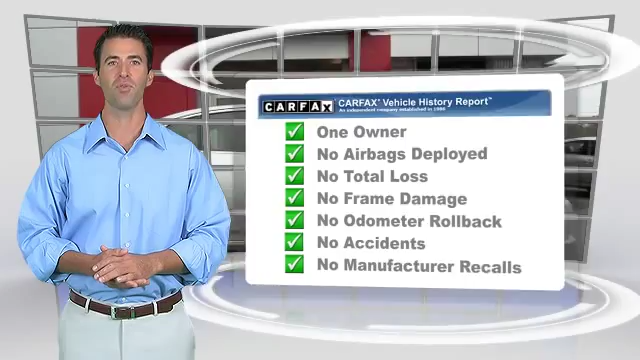 CARFAX CARFAX® Vehicle History Report™
An independent company established in 1986
One Owner
No Airbags Deployed
No Total Loss
No Frame Damage
No Odometer Rollback
No Accidents
No Manufacturer Recalls